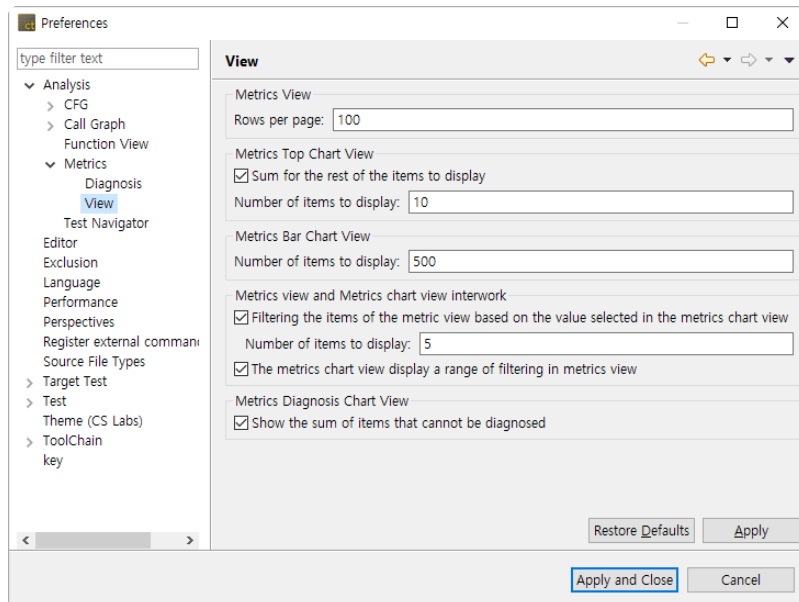 ct Preferences
type filter text
View
Analysis
CFG
Call Graph
Function View
Metrics
Diagnosis
View
Test Navigator
Editor
Exclusion
Language
Performance
Perspectives
Register external comman
Source File Types
Target Test
Test
Theme (CS Labs)
ToolChain
key
Metrics View
Rows per page: 100
Metrics Top Chart View
Sum for the rest of the items to display
Number of items to display: 10
Metrics Bar Chart View
Number of items to display: 500
Metrics view and Metrics chart view interwork
Filtering the items of the metric view based on the value selected in the metrics chart view
Number of items to display: 5
The metrics chart view display a range of filtering in metrics view
Metrics Diagnosis Chart View
Show the sum of items that cannot be diagnosed
Restore Defaults Apply
Apply and Close Cancel